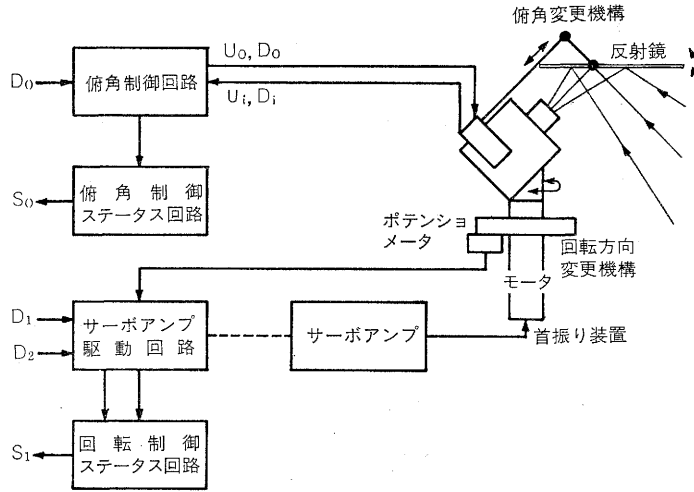 俯角変更機構
反射鏡
U₀, D₀
D₀
俯角制御回路
Uᵢ, Dᵢ
S₀
俯角制御
ステータス回路
ポテンショ
メータ
回転方向
変更機構
モータ
D₁
D₂
サーボアンプ
駆動回路
サーボアンプ
首振り装置
S₁
回転制御
ステータス回路